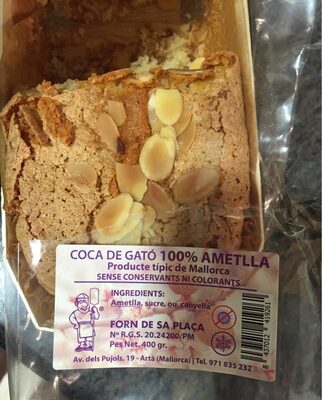 COCA DE GATÓ 100% AMETLLA
Producte típic de Mallorca
SENSE CONSERVANTS NI COLORANTS
INGREDIENTS:
Ametlla, sucre, ou, canyella
FORN DE SA PLAÇA
Nº R.G.S. 20.24200/PM
Pes Net. 400 gr.
Av. dels Pujols, 19 - Artà (Mallorca) | Tel. 971 835 232